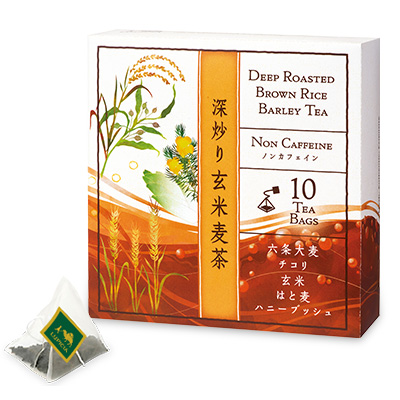 深炒り玄米麦茶
DEEP ROASTED
BROWN RICE
BARLEY TEA
NON CAFFEINE
ノンカフェイン
10
TEA
BAGS
六条大麦
チコリ
玄米
はと麦
ハニーブッシュ
LUPICIA